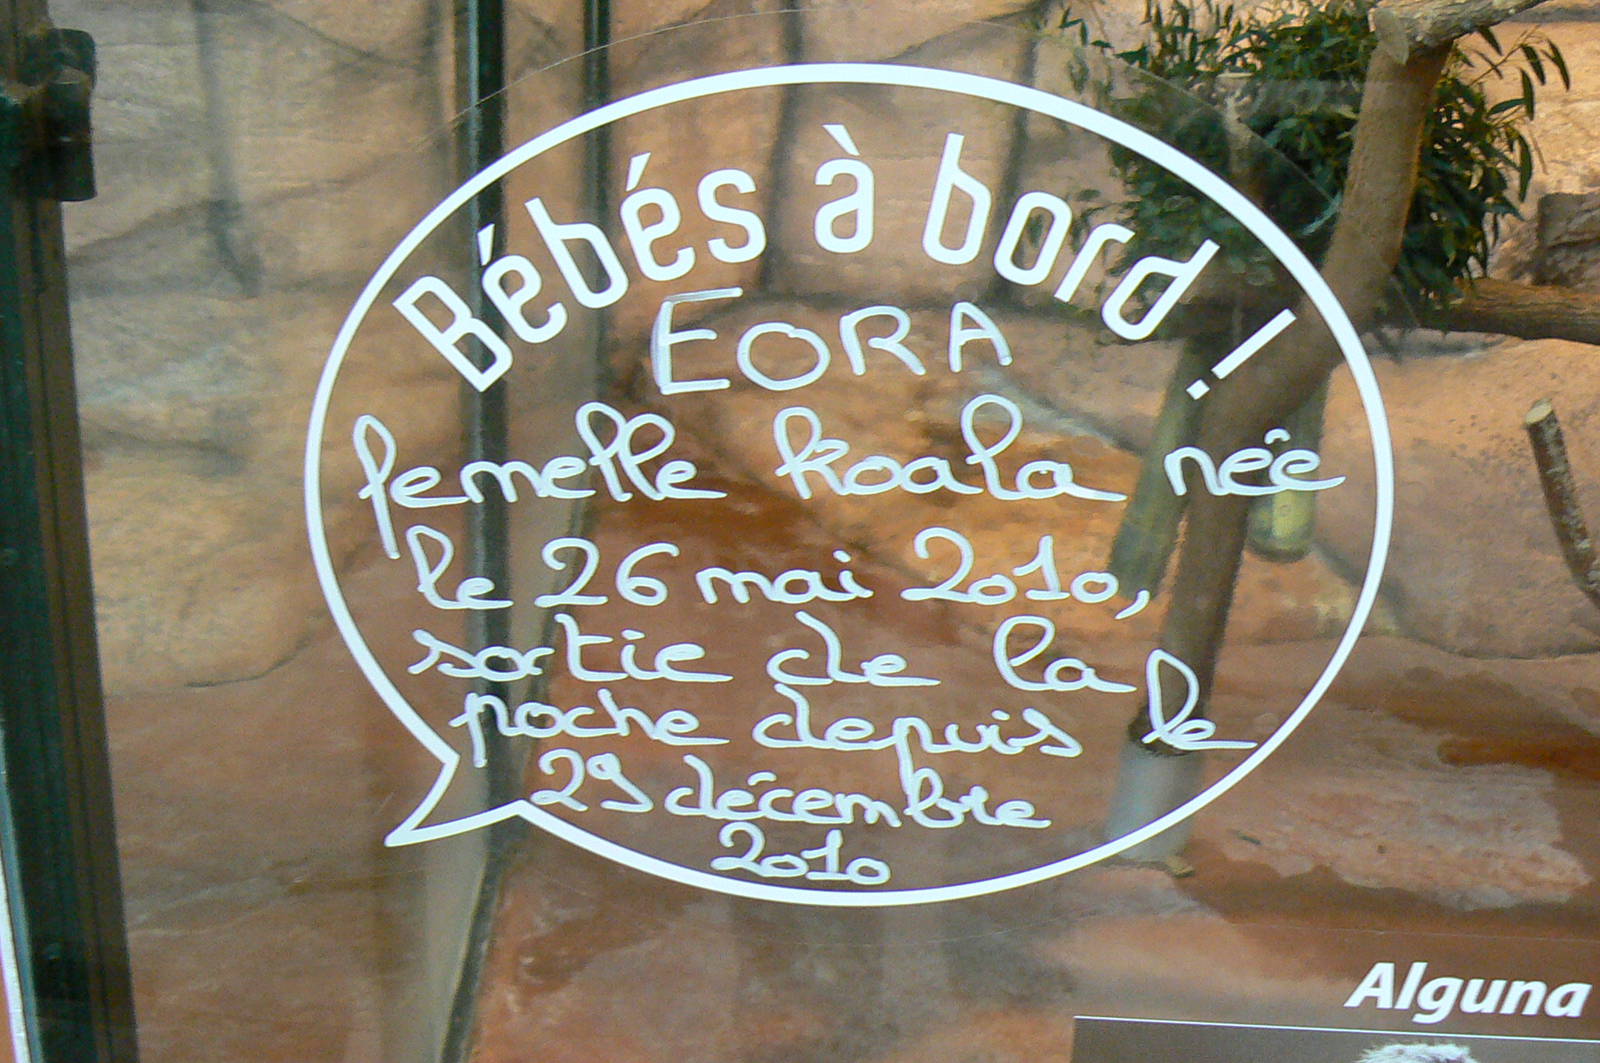 Bébés à bord !
EORA
femelle koala née
le 26 mai 2010,
sortie de la
poche depuis le
29 décembre
2010
Alguna